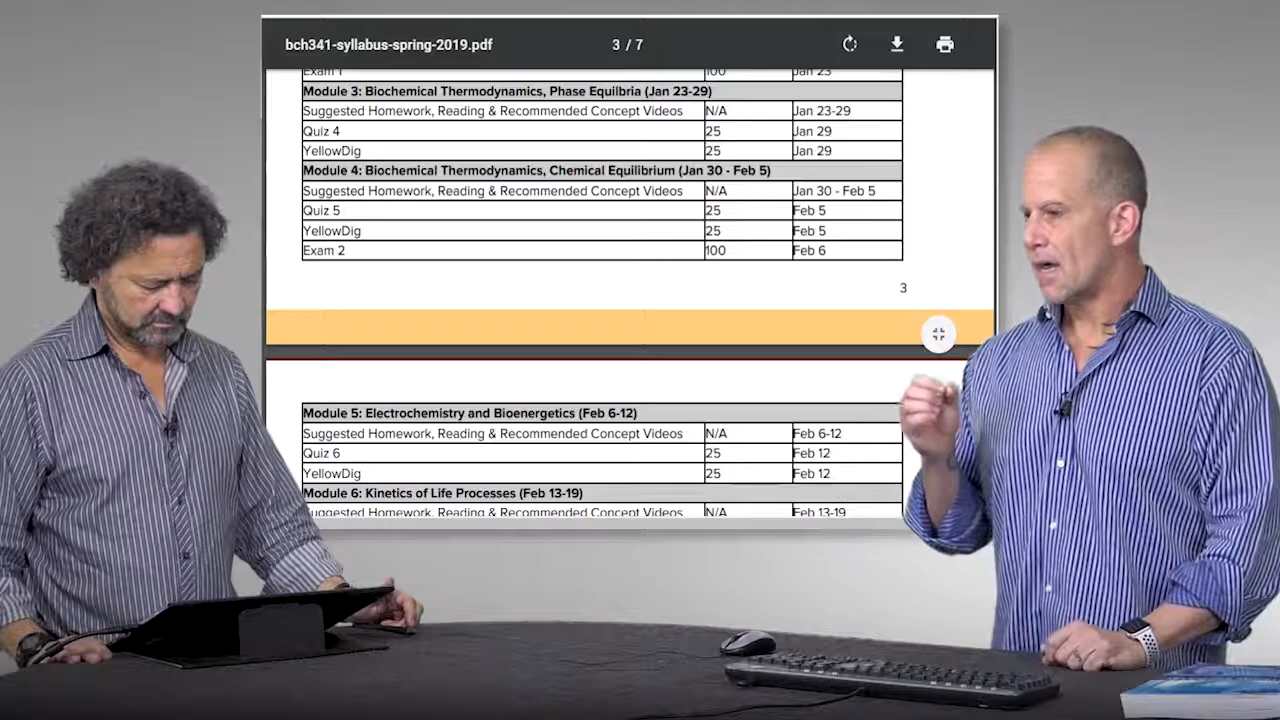 bch341-syllabus-spring-2019.pdf 3 / 7
Exam 1 100 Jan 23
Module 3: Biochemical Thermodynamics, Phase Equilbria (Jan 23-29)
Suggested Homework, Reading & Recommended Concept Videos N/A Jan 23-29
Quiz 4 25 Jan 29
YellowDig 25 Jan 29
Module 4: Biochemical Thermodynamics, Chemical Equilibrium (Jan 30 - Feb 5)
Suggested Homework, Reading & Recommended Concept Videos N/A Jan 30 - Feb 5
Quiz 5 25 Feb 5
YellowDig 25 Feb 5
Exam 2 100 Feb 6
3
Module 5: Electrochemistry and Bioenergetics (Feb 6-12)
Suggested Homework, Reading & Recommended Concept Videos N/A Feb 6-12
Quiz 6 25 Feb 12
YellowDig 25 Feb 12
Module 6: Kinetics of Life Processes (Feb 13-19)
Suggested Homework, Reading & Recommended Concept Videos N/A Feb 13-19